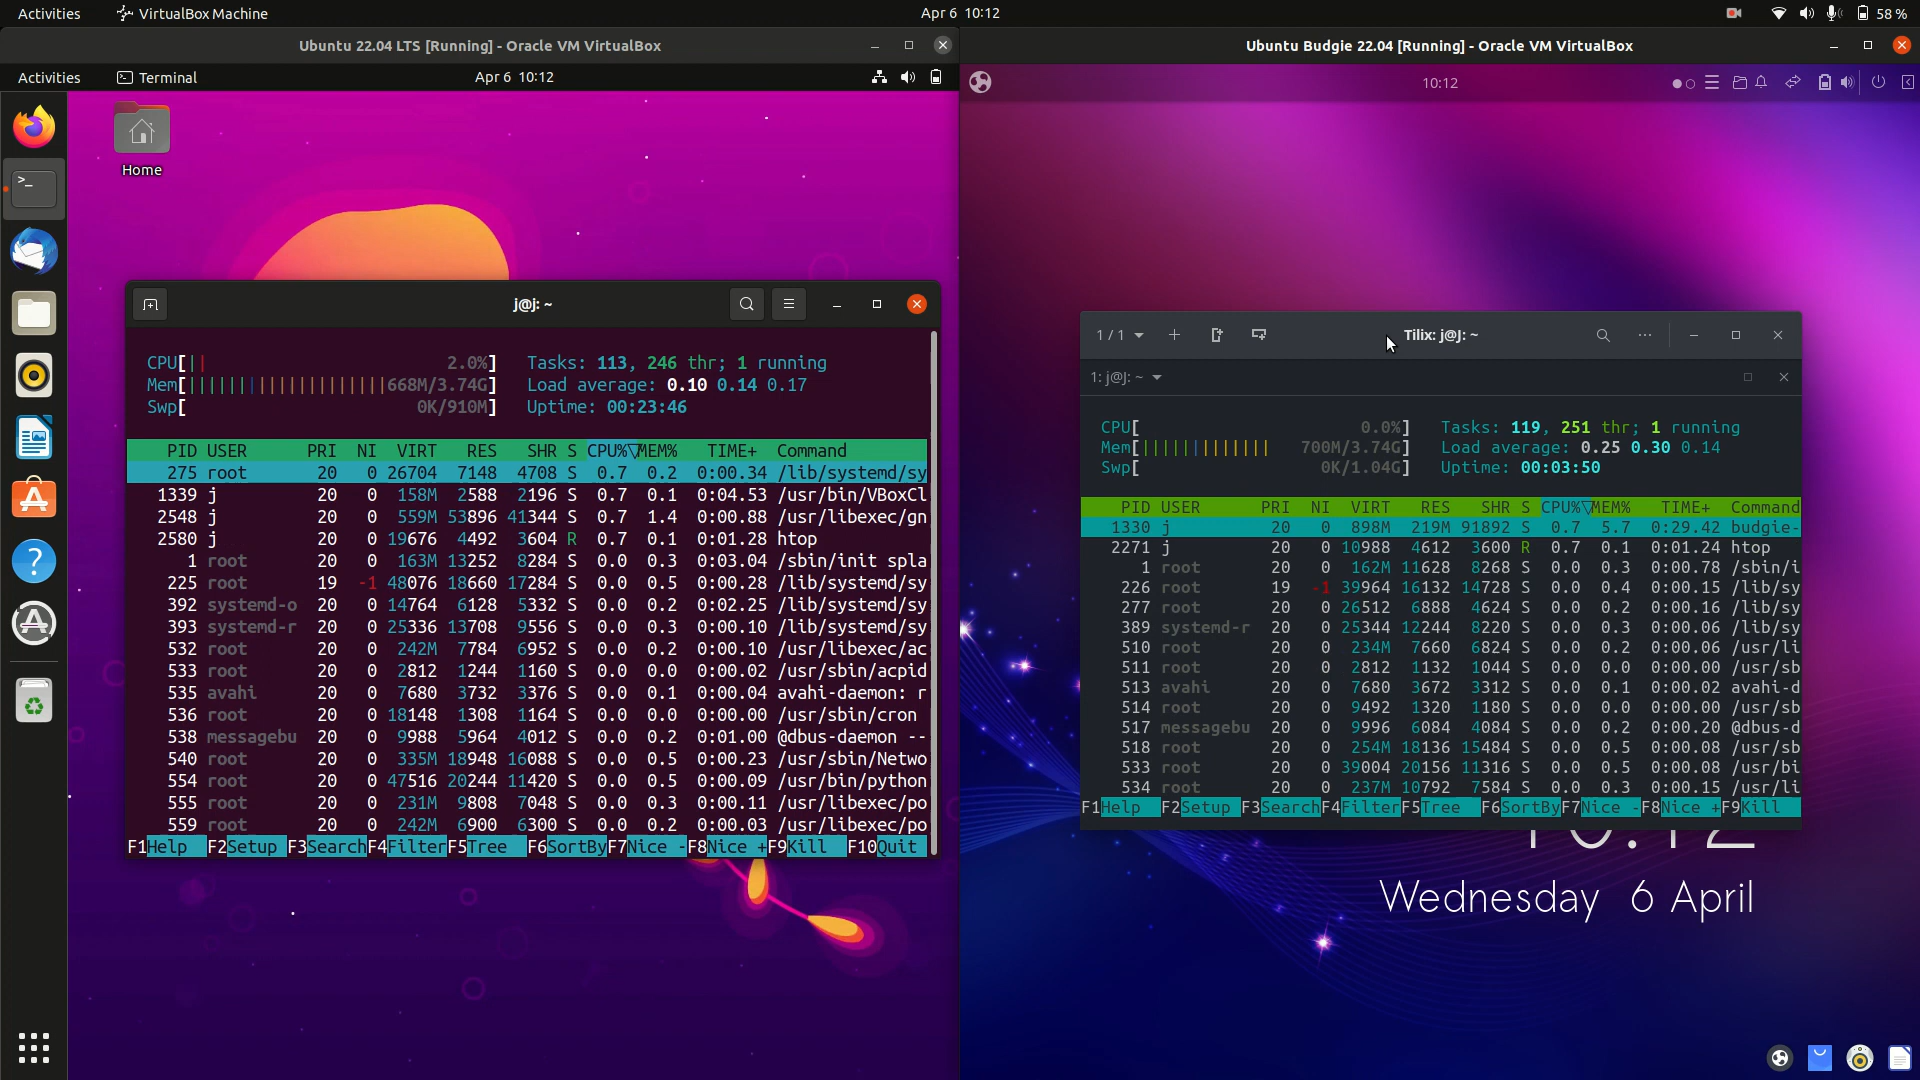 Activities VirtualBox Machine Apr 6 10:12 58 %
Ubuntu 22.04 LTS [Running] - Oracle VM VirtualBox
Activities Terminal Apr 6 10:12
Home
j@j: ~
CPU[|| 2.0%] Tasks: 113, 246 thr; 1 running
Mem[||||||||||||||||||||668M/3.74G] Load average: 0.10 0.14 0.17
Swp[ 0K/910M] Uptime: 00:23:46
PID USER PRI NI VIRT RES SHR S CPU%▽MEM% TIME+ Command
275 root 20 0 26704 7148 4708 S 0.7 0.2 0:00.34 /lib/systemd/sy
1339 j 20 0 158M 2588 2196 S 0.7 0.1 0:04.53 /usr/bin/VBoxCl
2548 j 20 0 559M 53896 41344 S 0.7 1.4 0:00.88 /usr/libexec/gn
2580 j 20 0 19676 4492 3604 R 0.7 0.1 0:01.28 htop
1 root 20 0 163M 13252 8284 S 0.0 0.3 0:03.04 /sbin/init spla
225 root 19 -1 48076 18660 17284 S 0.0 0.5 0:00.28 /lib/systemd/sy
392 systemd-o 20 0 14764 6128 5332 S 0.0 0.2 0:02.25 /lib/systemd/sy
393 systemd-r 20 0 25336 13708 9556 S 0.0 0.3 0:00.10 /lib/systemd/sy
532 root 20 0 242M 7784 6952 S 0.0 0.2 0:00.10 /usr/libexec/ac
533 root 20 0 2812 1244 1160 S 0.0 0.0 0:00.02 /usr/sbin/acpid
535 avahi 20 0 7680 3732 3376 S 0.0 0.1 0:00.04 avahi-daemon: r
536 root 20 0 18148 1308 1164 S 0.0 0.0 0:00.00 /usr/sbin/cron
538 messagebu 20 0 9988 5964 4012 S 0.0 0.2 0:01.00 @dbus-daemon --
540 root 20 0 335M 18948 16088 S 0.0 0.5 0:00.23 /usr/sbin/Netwo
554 root 20 0 47516 20244 11420 S 0.0 0.5 0:00.09 /usr/bin/python
555 root 20 0 231M 9808 7048 S 0.0 0.3 0:00.11 /usr/libexec/po
559 root 20 0 242M 6900 6300 S 0.0 0.2 0:00.03 /usr/libexec/po
F1Help F2Setup F3SearchF4FilterF5Tree F6SortByF7Nice -F8Nice +F9Kill F10Quit
Ubuntu Budgie 22.04 [Running] - Oracle VM VirtualBox
10:12
1 / 1 Tilix: j@J: ~
1: j@J: ~
CPU[ 0.0%] Tasks: 119, 251 thr; 1 running
Mem[||||||||||||| 700M/3.74G] Load average: 0.25 0.30 0.14
Swp[ 0K/1.04G] Uptime: 00:03:50
PID USER PRI NI VIRT RES SHR S CPU%▽MEM% TIME+ Command
1330 j 20 0 898M 219M 91892 S 0.7 5.7 0:29.42 budgie-
2271 j 20 0 10988 4612 3600 R 0.7 0.1 0:01.24 htop
1 root 20 0 162M 11628 8268 S 0.0 0.3 0:00.78 /sbin/i
226 root 19 -1 39964 16132 14728 S 0.0 0.4 0:00.15 /lib/sy
277 root 20 0 26512 6888 4624 S 0.0 0.2 0:00.16 /lib/sy
389 systemd-r 20 0 25344 12244 8220 S 0.0 0.3 0:00.06 /lib/sy
510 root 20 0 234M 7660 6824 S 0.0 0.2 0:00.06 /usr/li
511 root 20 0 2812 1132 1044 S 0.0 0.0 0:00.00 /usr/sb
513 avahi 20 0 7680 3672 3312 S 0.0 0.1 0:00.02 avahi-d
514 root 20 0 9492 1320 1180 S 0.0 0.0 0:00.00 /usr/sb
517 messagebu 20 0 9996 6084 4084 S 0.0 0.2 0:00.20 @dbus-d
518 root 20 0 254M 18136 15484 S 0.0 0.5 0:00.08 /usr/sb
533 root 20 0 39004 20156 11316 S 0.0 0.5 0:00.08 /usr/bi
534 root 20 0 237M 10792 7584 S 0.0 0.3 0:00.15 /usr/li
F1Help F2Setup F3SearchF4FilterF5Tree F6SortByF7Nice -F8Nice +F9Kill
10:12
Wednesday 6 April